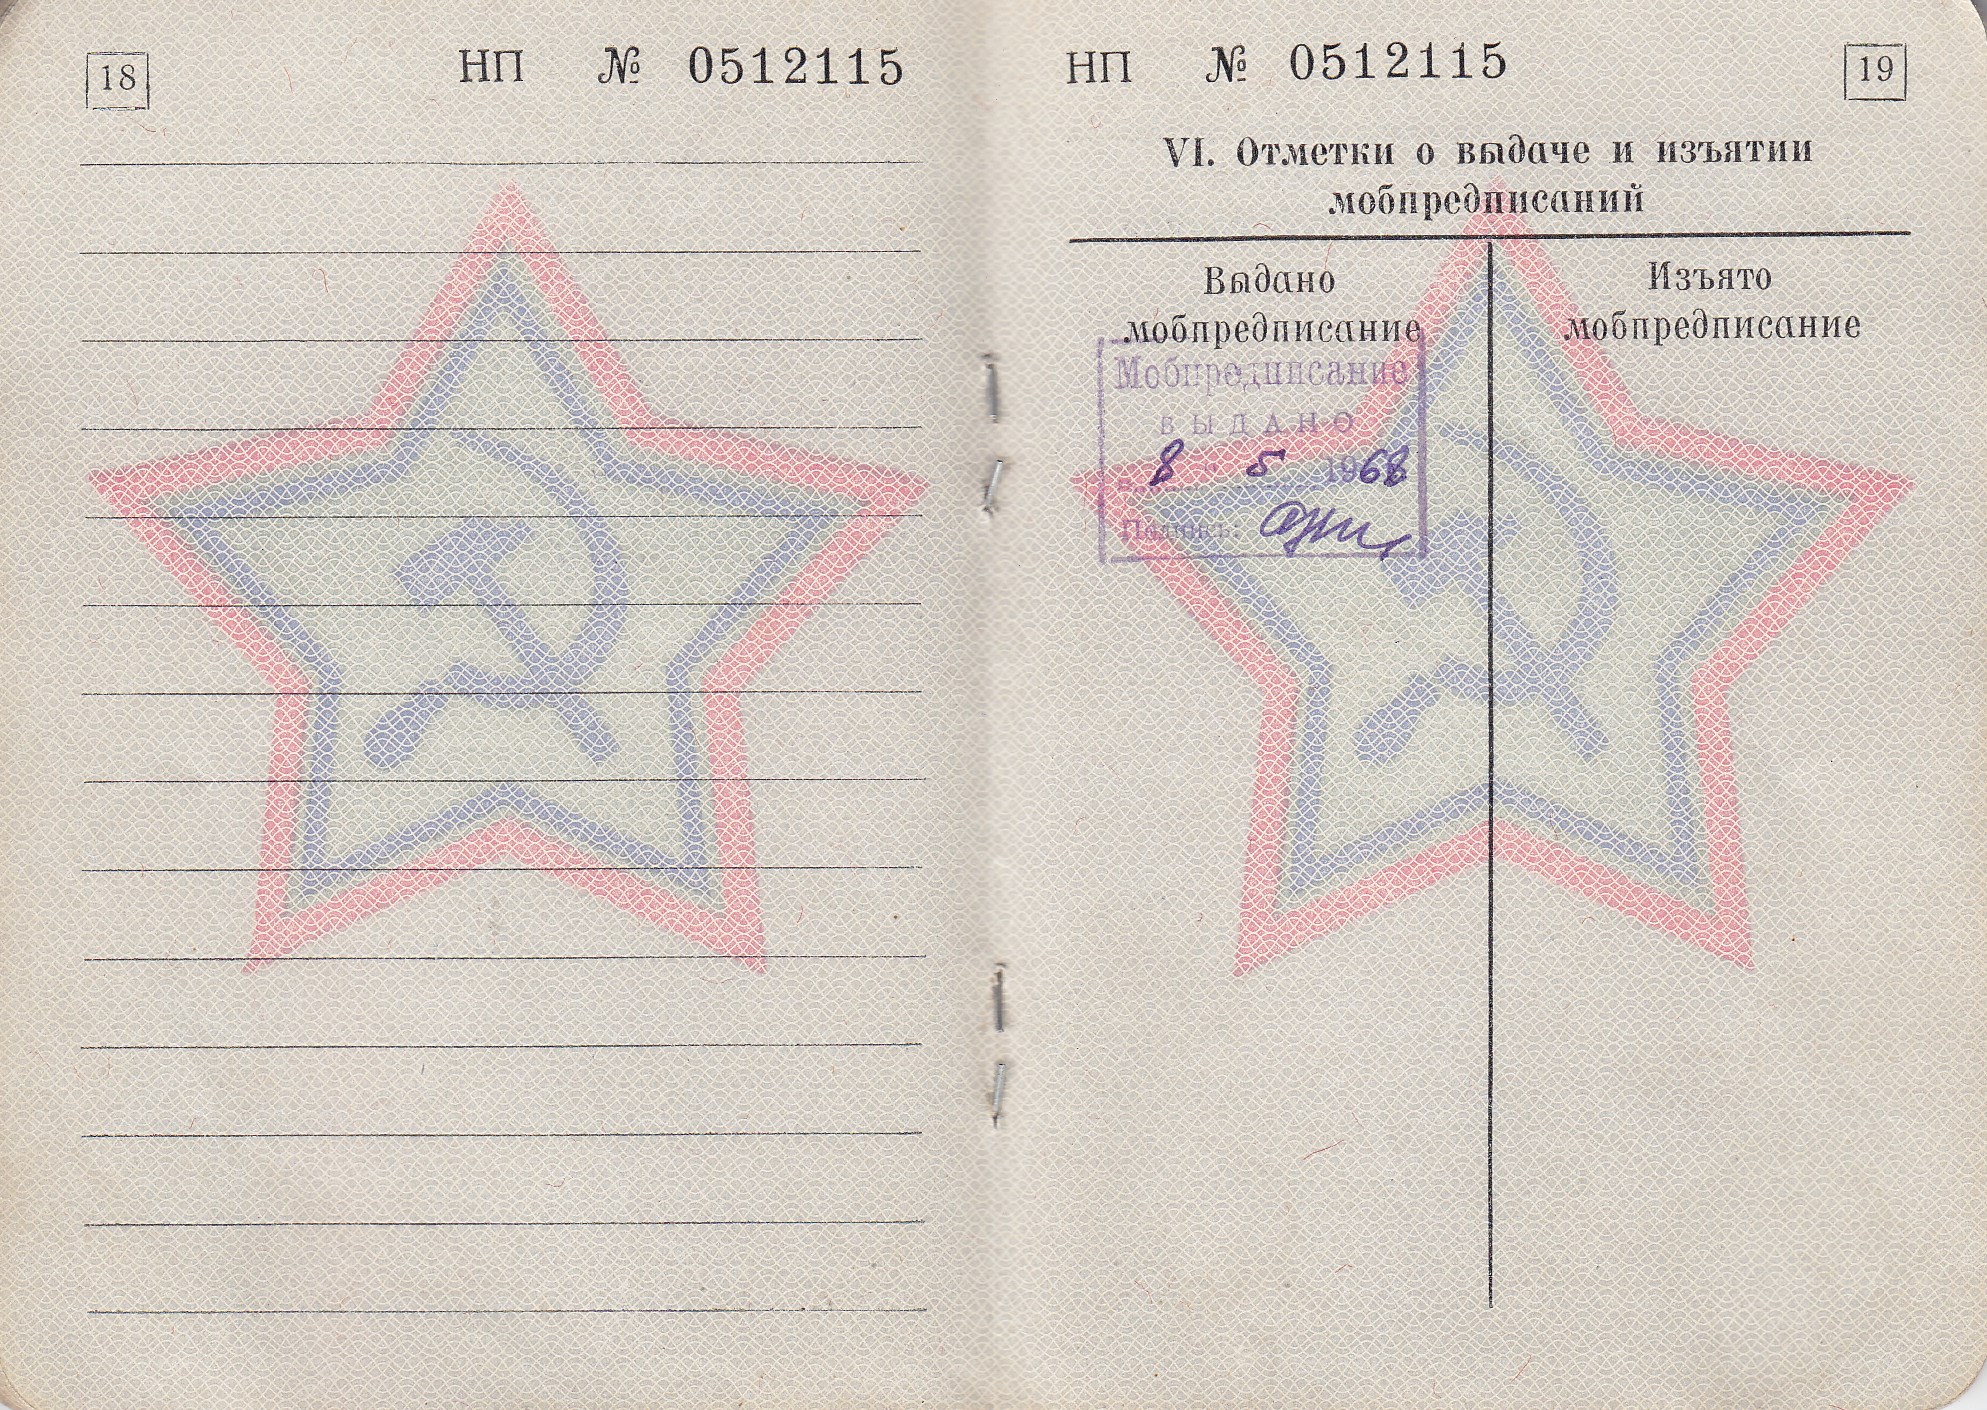 18
НП № 0512115
НП № 0512115
19
VI. Отметки о выдаче и изъятии
мобпредписаний
Выдано
мобпредписание
Изъято
мобпредписание
Мобпредписание
ВЫДАНО
„ 8 “ 5 1968
Подпись: